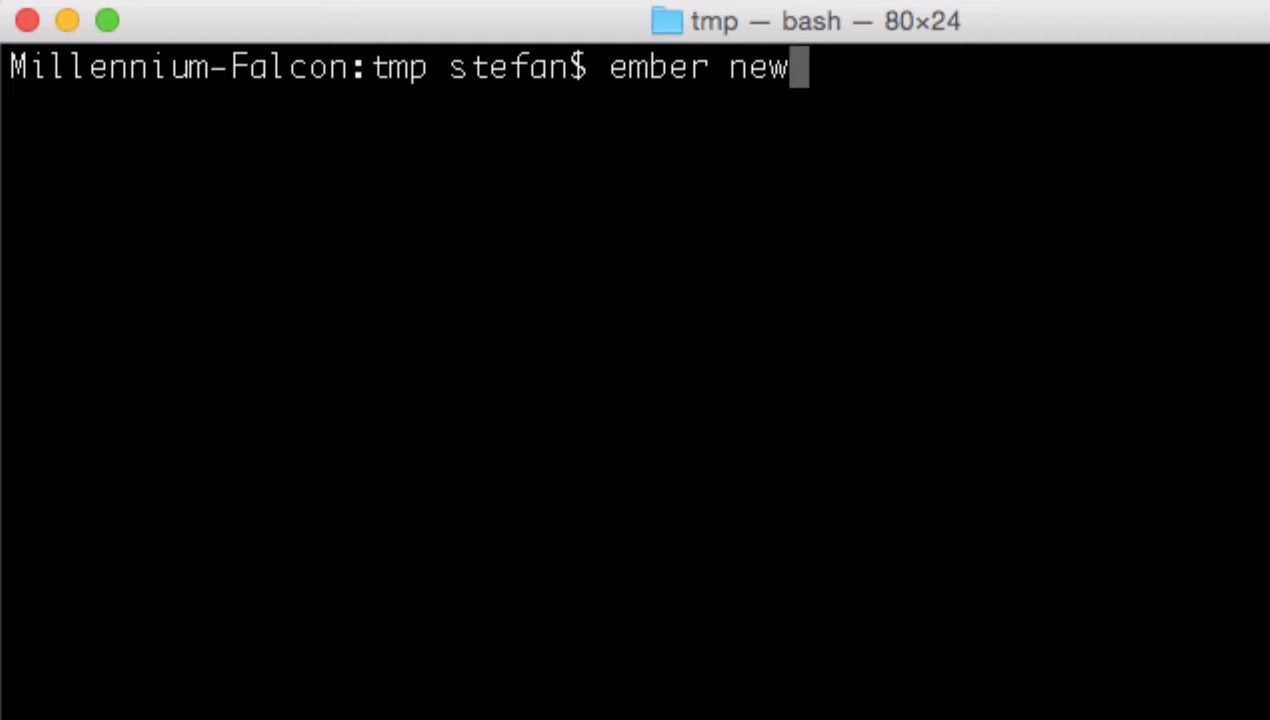 tmp — bash — 80×24
Millennium-Falcon:tmp stefan$ ember new